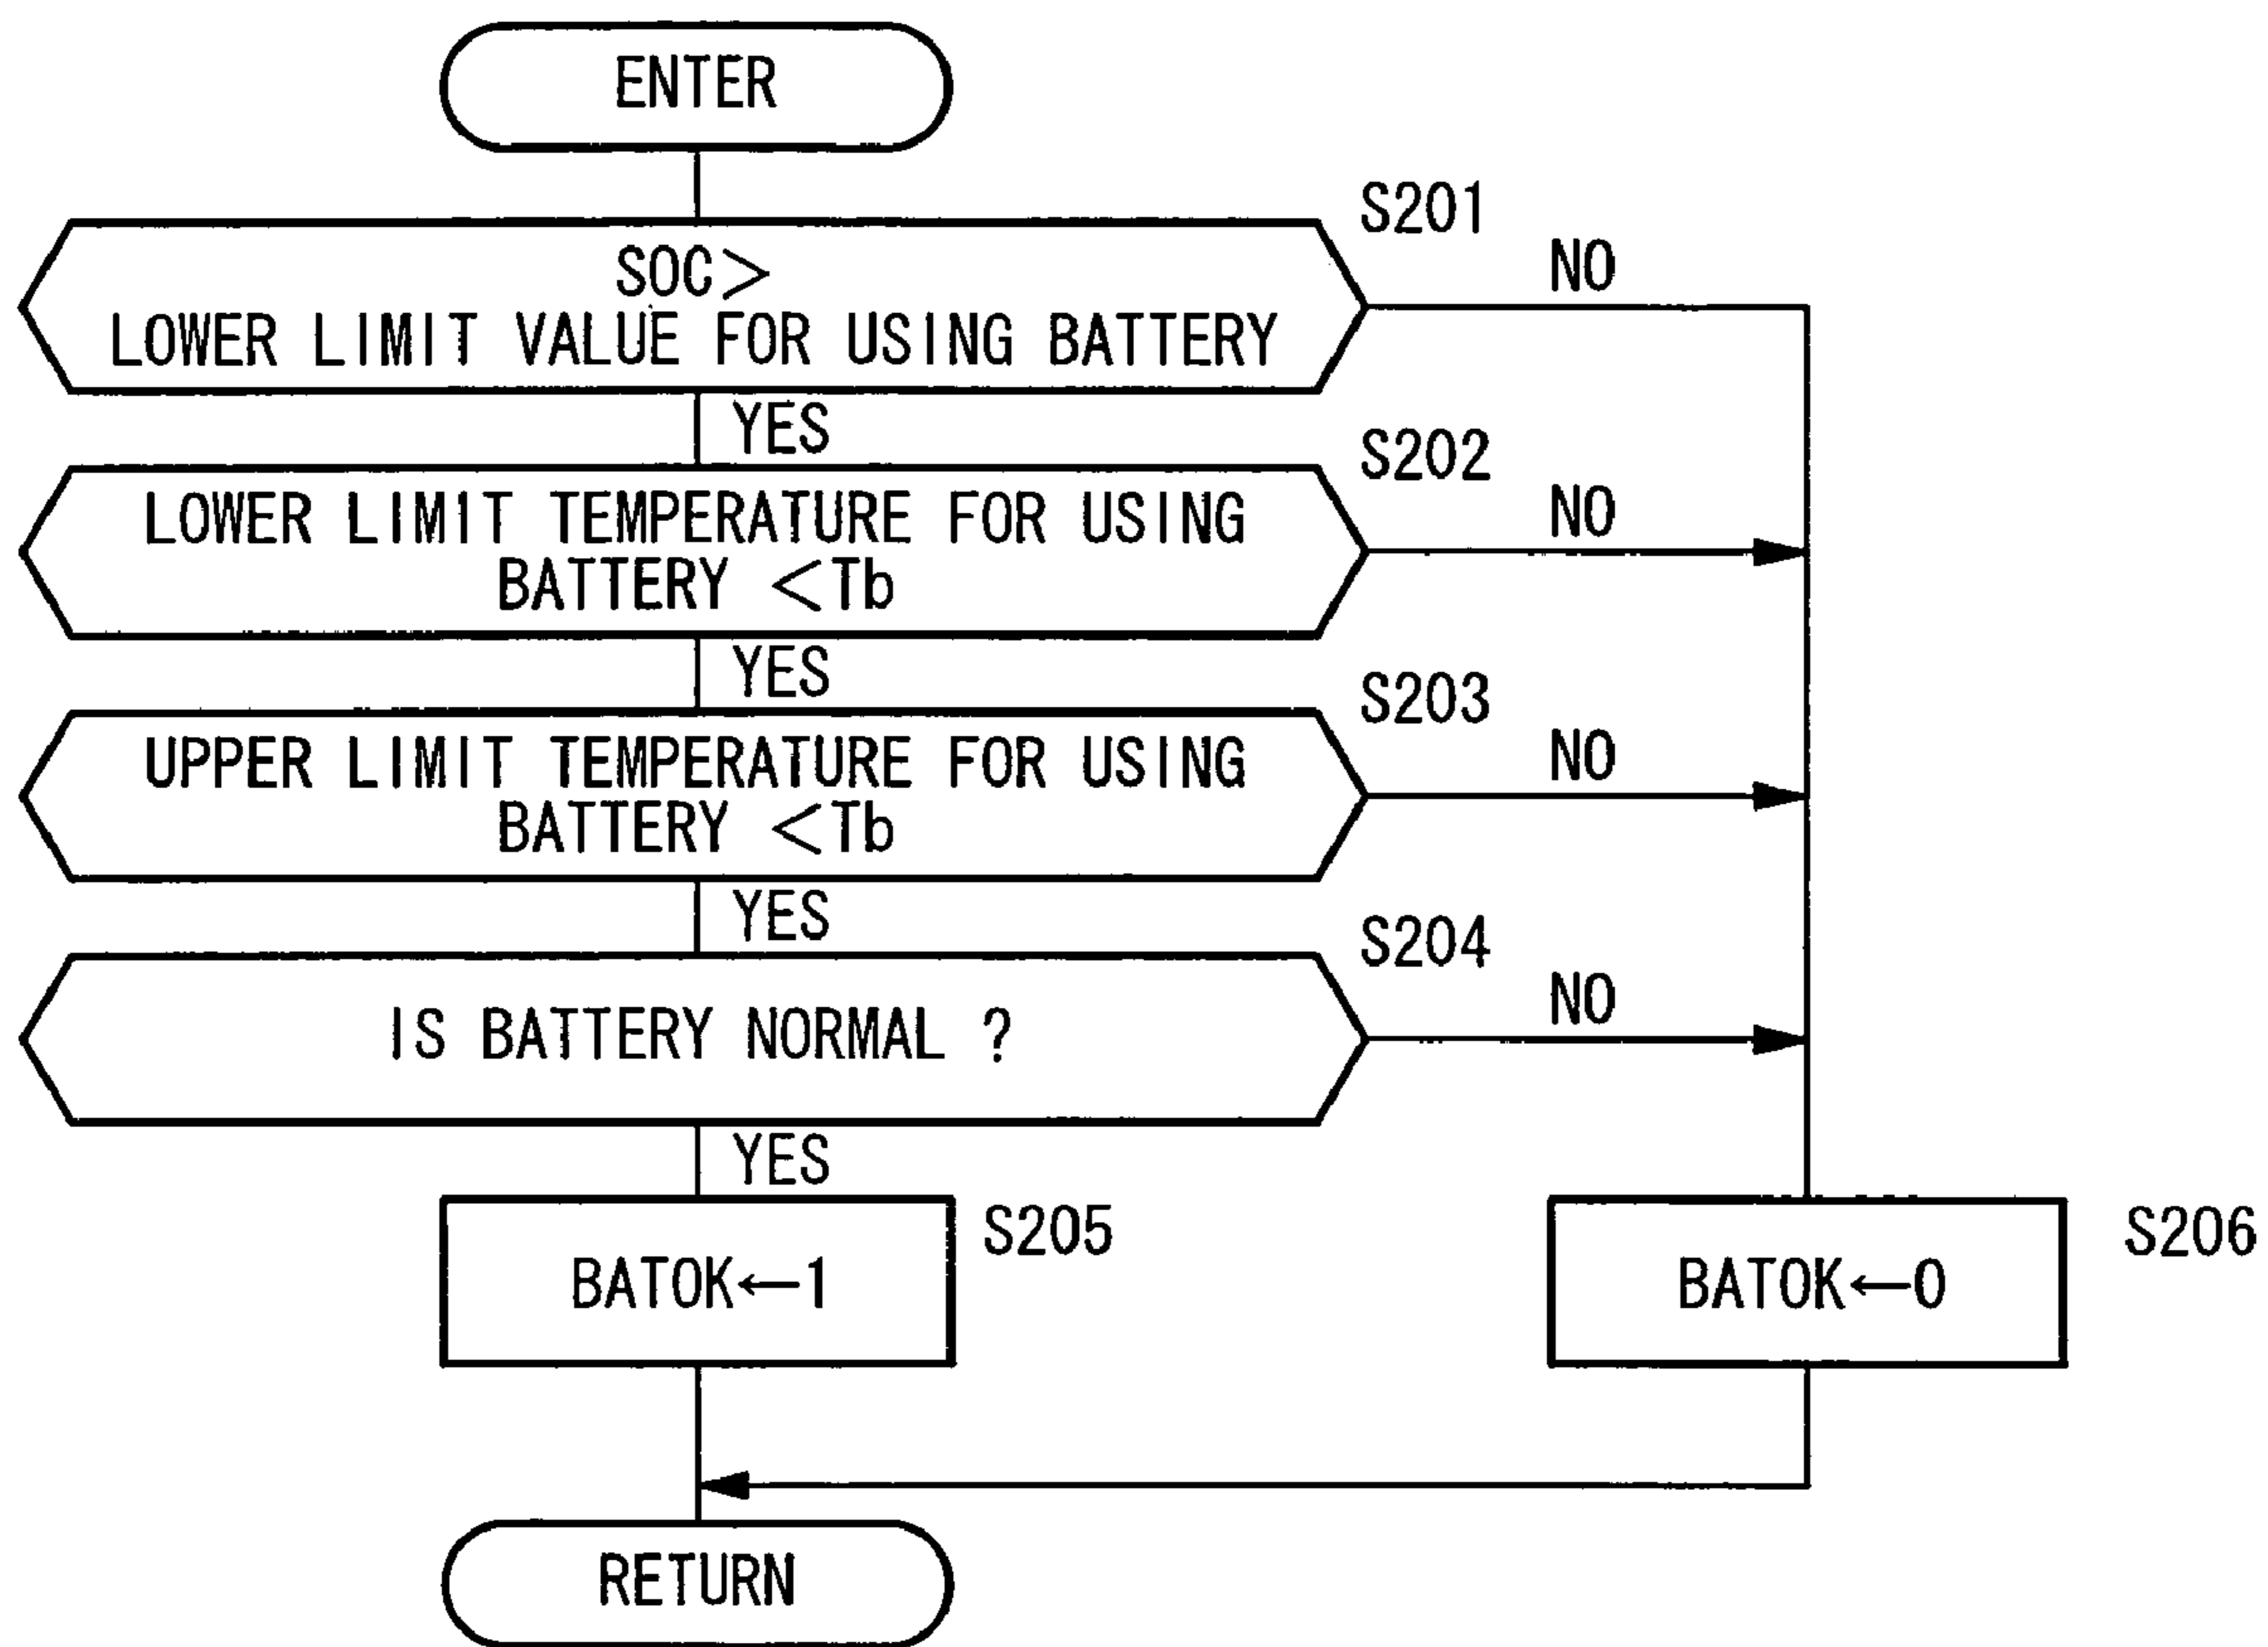 ENTER
S201
SOC>
LOWER LIMIT VALUE FOR USING BATTERY
NO
YES
S202
LOWER LIMIT TEMPERATURE FOR USING
BATTERY <Tb
NO
YES
S203
UPPER LIMIT TEMPERATURE FOR USING
BATTERY <Tb
NO
YES
S204
IS BATTERY NORMAL ?
NO
YES
S205
BATOK←1
S206
BATOK←0
RETURN